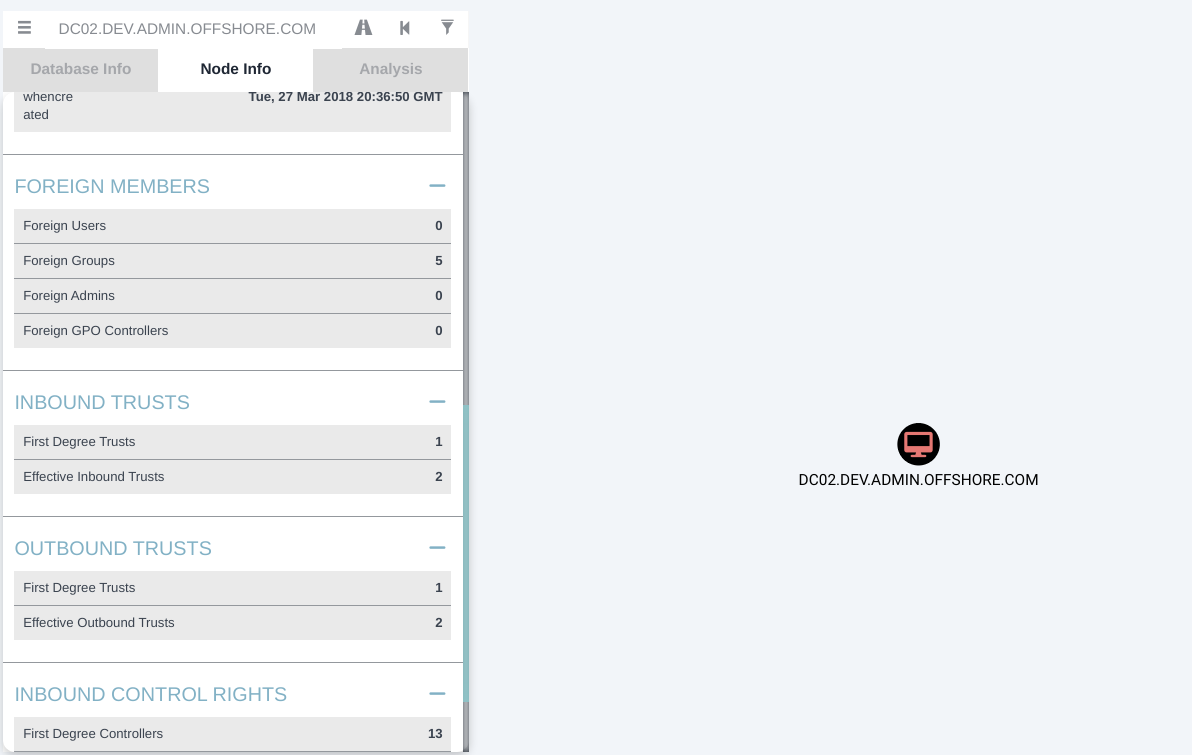 DC02.DEV.ADMIN.OFFSHORE.COM
Database Info
Node Info
Analysis
whencre
ated
Tue, 27 Mar 2018 20:36:50 GMT
FOREIGN MEMBERS
Foreign Users 0
Foreign Groups 5
Foreign Admins 0
Foreign GPO Controllers 0
INBOUND TRUSTS
First Degree Trusts 1
Effective Inbound Trusts 2
OUTBOUND TRUSTS
First Degree Trusts 1
Effective Outbound Trusts 2
INBOUND CONTROL RIGHTS
First Degree Controllers 13
DC02.DEV.ADMIN.OFFSHORE.COM